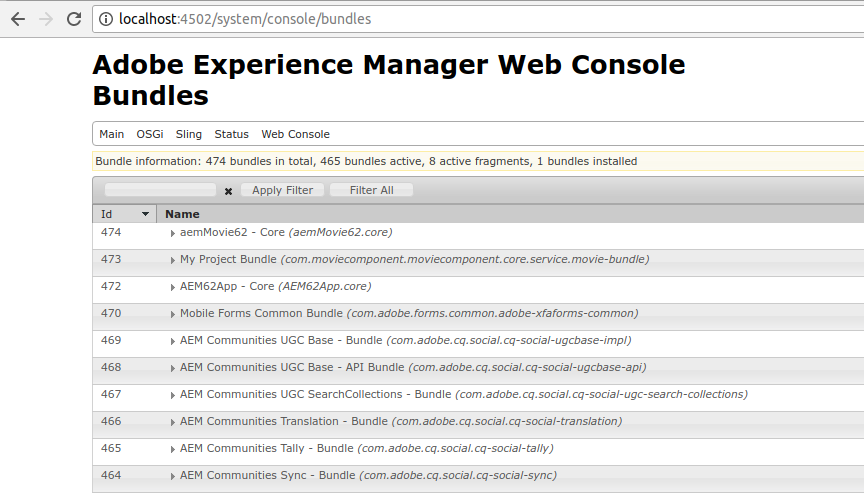 localhost:4502/system/console/bundles
Adobe Experience Manager Web Console
Bundles
Main OSGi Sling Status Web Console
Bundle information: 474 bundles in total, 465 bundles active, 8 active fragments, 1 bundles installed
Apply Filter Filter All
Id Name
474 aemMovie62 - Core (aemMovie62.core)
473 My Project Bundle (com.moviecomponent.moviecomponent.core.service.movie-bundle)
472 AEM62App - Core (AEM62App.core)
470 Mobile Forms Common Bundle (com.adobe.forms.common.adobe-xfaforms-common)
469 AEM Communities UGC Base - Bundle (com.adobe.cq.social.cq-social-ugcbase-impl)
468 AEM Communities UGC Base - API Bundle (com.adobe.cq.social.cq-social-ugcbase-api)
467 AEM Communities UGC SearchCollections - Bundle (com.adobe.cq.social.cq-social-ugc-search-collections)
466 AEM Communities Translation - Bundle (com.adobe.cq.social.cq-social-translation)
465 AEM Communities Tally - Bundle (com.adobe.cq.social.cq-social-tally)
464 AEM Communities Sync - Bundle (com.adobe.cq.social.cq-social-sync)